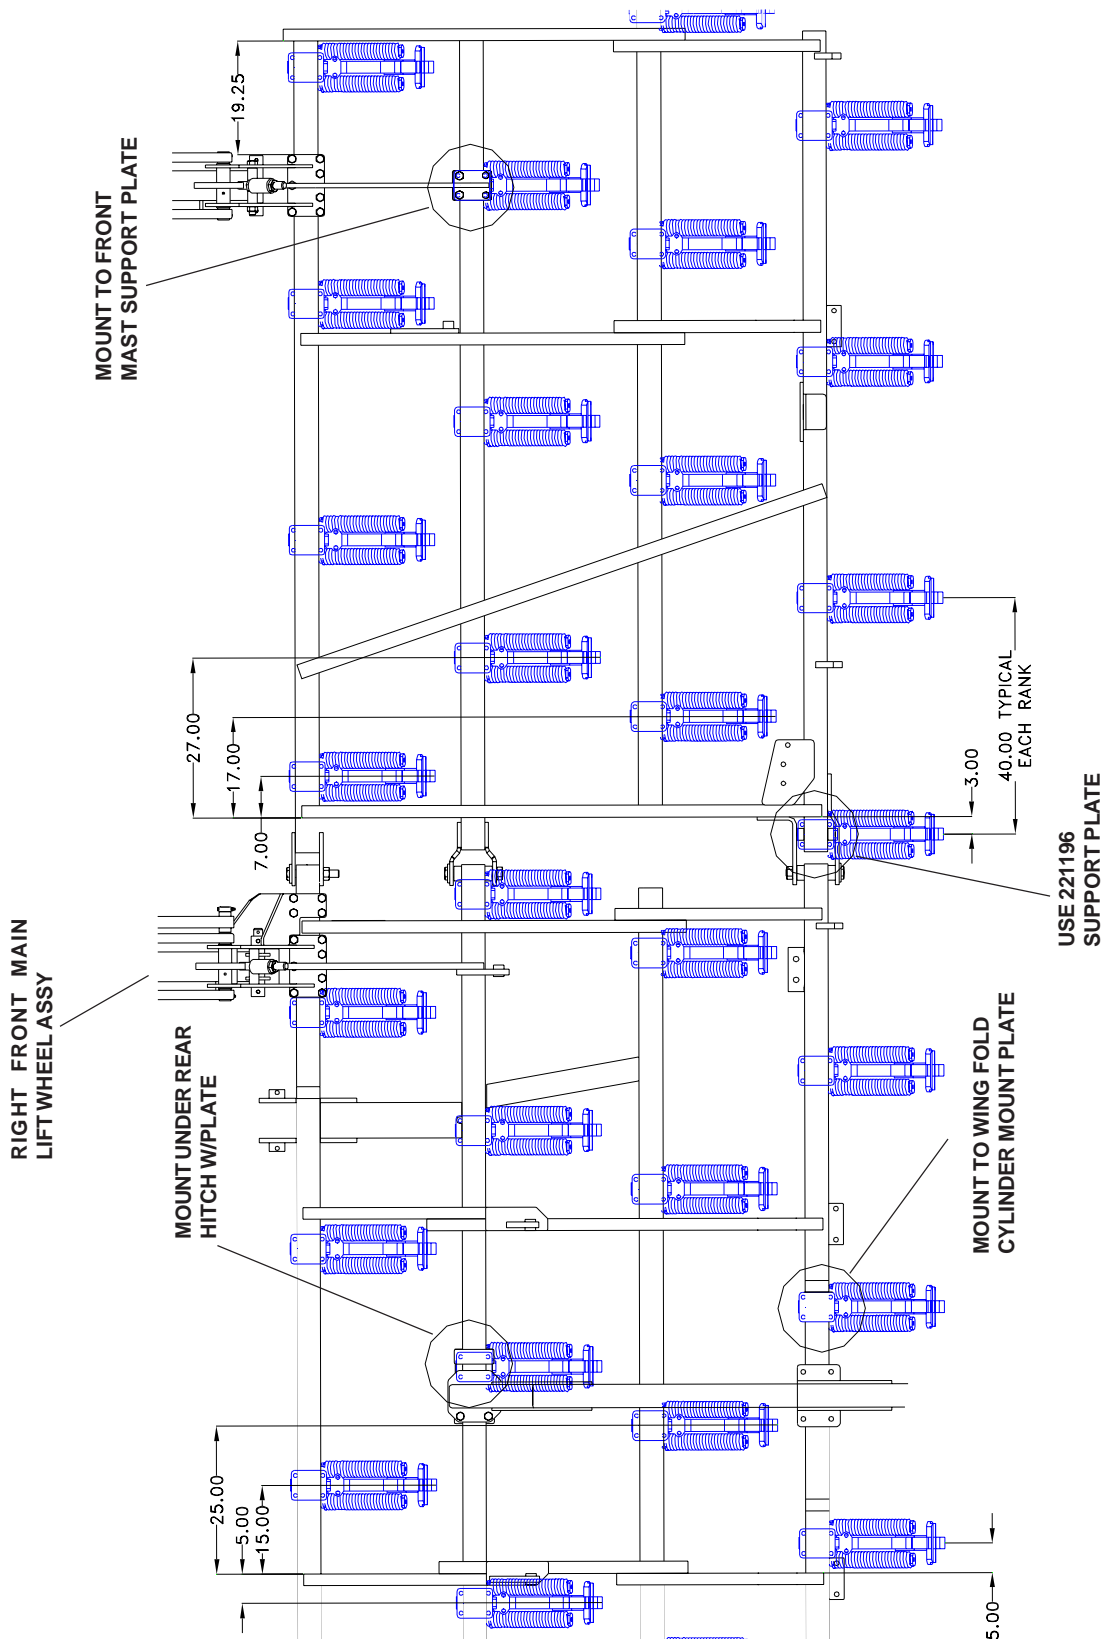 19.25
MOUNT TO FRONT
MAST SUPPORT PLATE
27.00
17.00
7.00
40.00 TYPICAL
EACH RANK
3.00
USE 221196
SUPPORT PLATE
RIGHT FRONT MAIN
LIFT WHEEL ASSY
MOUNT UNDER REAR
HITCH W/PLATE
MOUNT TO WING FOLD
CYLINDER MOUNT PLATE
25.00
5.00
15.00
5.00